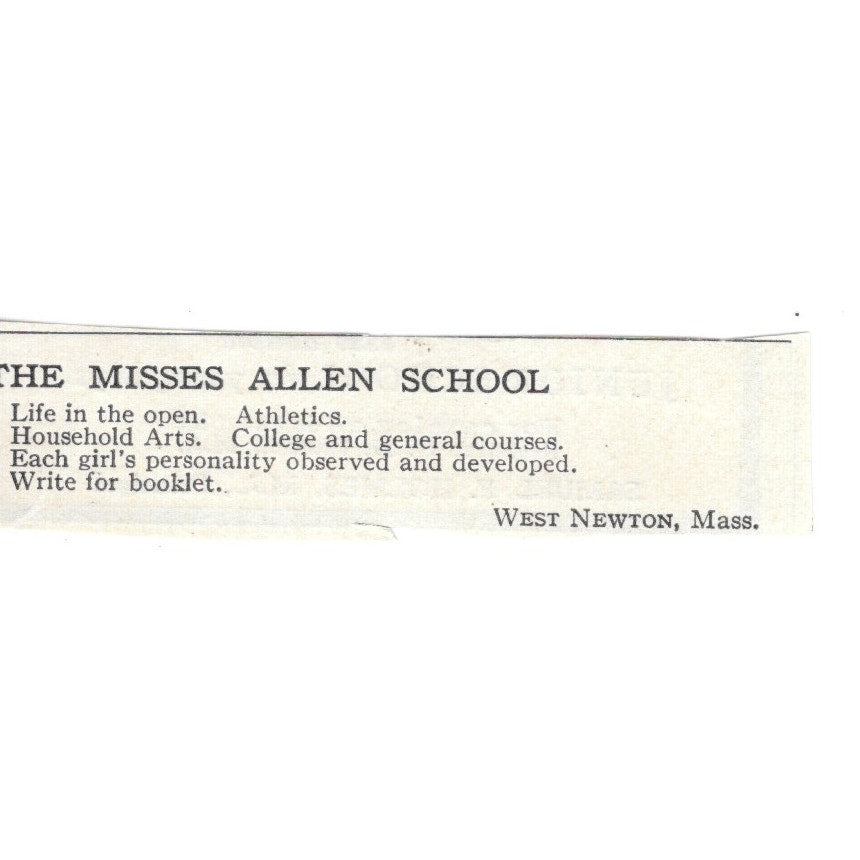 THE MISSES ALLEN SCHOOL
Life in the open. Athletics.
Household Arts. College and general courses.
Each girl's personality observed and developed.
Write for booklet.
WEST NEWTON, Mass.